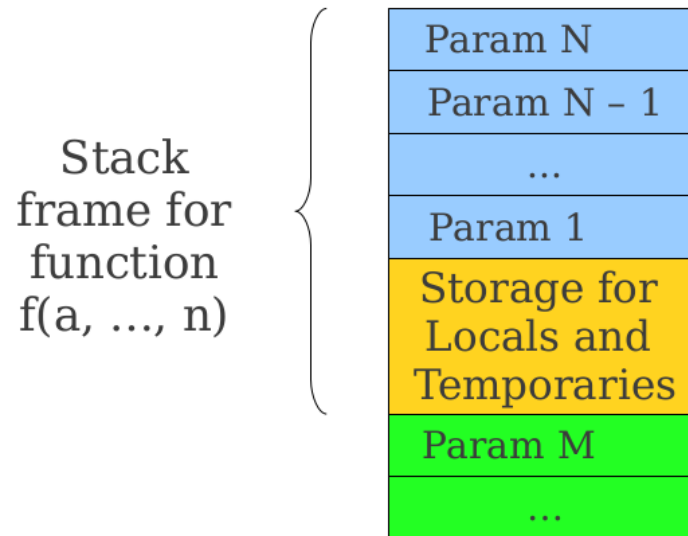 Stack
frame for
function
f(a, ..., n)
Param N
Param N – 1
...
Param 1
Storage for
Locals and
Temporaries
Param M
...